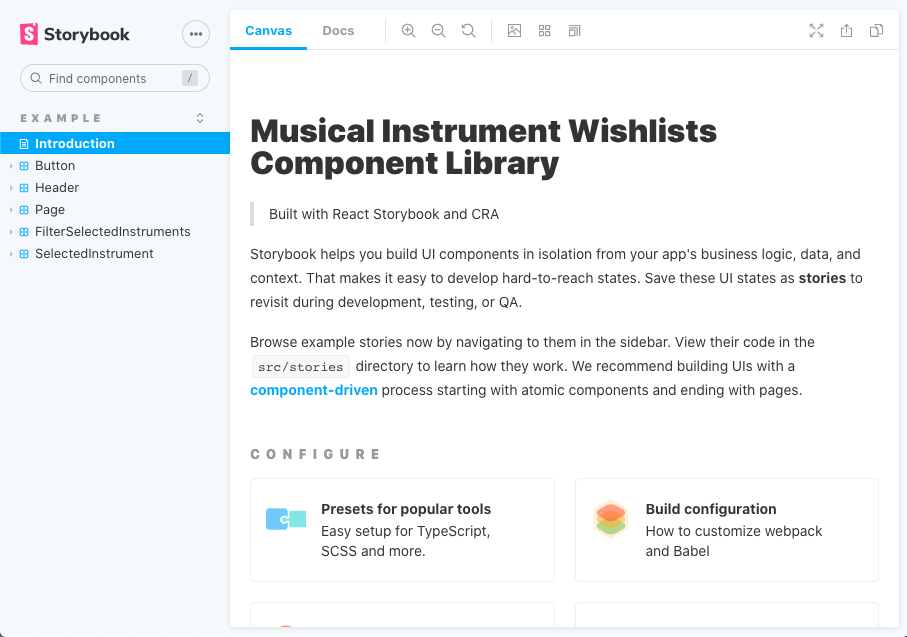 Storybook
Find components
/
EXAMPLE
Introduction
Button
Header
Page
FilterSelectedInstruments
SelectedInstrument
Canvas
Docs
Musical Instrument Wishlists
Component Library
Built with React Storybook and CRA
Storybook helps you build UI components in isolation from your app's business logic, data, and
context. That makes it easy to develop hard-to-reach states. Save these UI states as stories to
revisit during development, testing, or QA.
Browse example stories now by navigating to them in the sidebar. View their code in the
src/stories directory to learn how they work. We recommend building UIs with a
component-driven process starting with atomic components and ending with pages.
CONFIGURE
Presets for popular tools
Easy setup for TypeScript,
SCSS and more.
Build configuration
How to customize webpack
and Babel